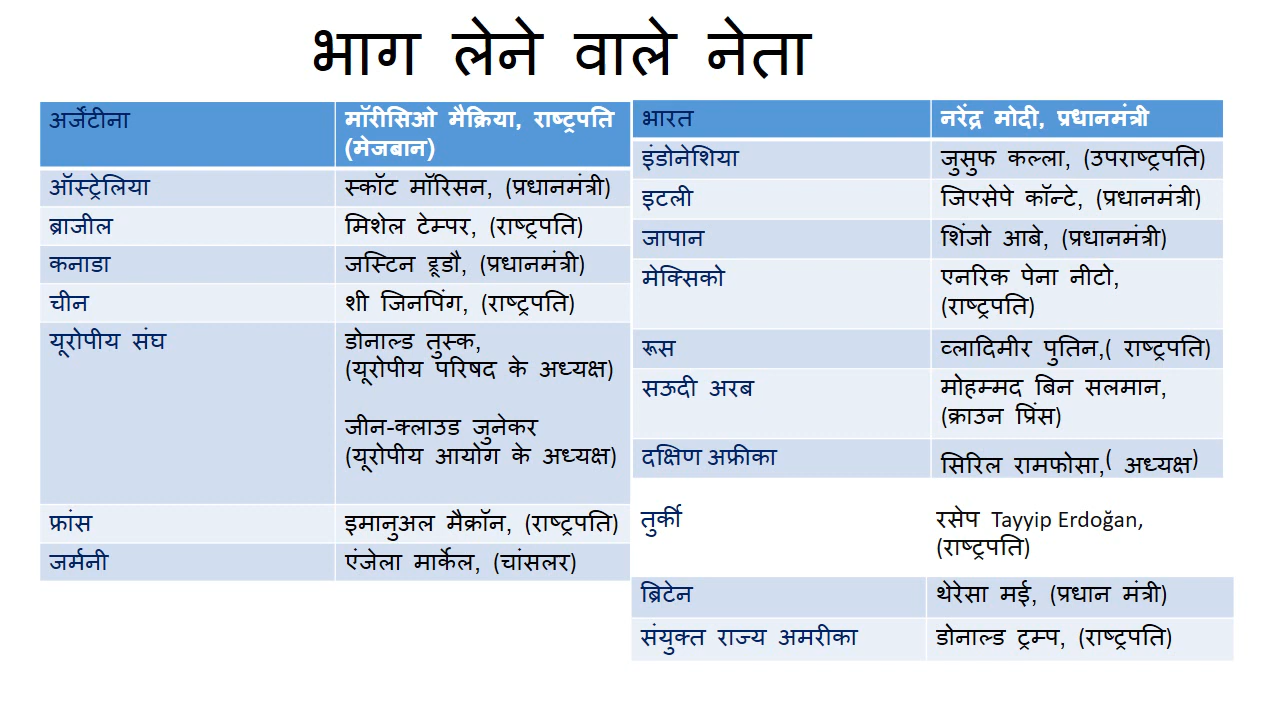 भाग लेने वाले नेता
अर्जेंटीना मॉरीसिओ मैक्रिया, राष्ट्रपति
(मेजबान)
ऑस्ट्रेलिया स्कॉट मॉरिसन, (प्रधानमंत्री)
ब्राजील मिशेल टेम्पर, (राष्ट्रपति)
कनाडा जस्टिन ड्रूडौ, (प्रधानमंत्री)
चीन शी जिनपिंग, (राष्ट्रपति)
यूरोपीय संघ डोनाल्ड तुस्क,
(यूरोपीय परिषद के अध्यक्ष)
जीन-क्लाउड जुनेकर
(यूरोपीय आयोग के अध्यक्ष)
फ्रांस इमानुअल मैक्रॉन, (राष्ट्रपति)
जर्मनी एंजेला मार्केल, (चांसलर)
भारत नरेंद्र मोदी, प्रधानमंत्री
इंडोनेशिया जुसुफ कल्ला, (उपराष्ट्रपति)
इटली जिएसेपे कॉन्टे, (प्रधानमंत्री)
जापान शिंजो आबे, (प्रधानमंत्री)
मेक्सिको एनरिक पेना नीटो,
(राष्ट्रपति)
रूस व्लादिमीर पुतिन,( राष्ट्रपति)
सऊदी अरब मोहम्मद बिन सलमान,
(क्राउन प्रिंस)
दक्षिण अफ्रीका सिरिल रामफोसा,( अध्यक्ष)
तुर्की रसेप Tayyip Erdoğan,
(राष्ट्रपति)
ब्रिटेन थेरेसा मई, (प्रधान मंत्री)
संयुक्त राज्य अमरीका डोनाल्ड ट्रम्प, (राष्ट्रपति)